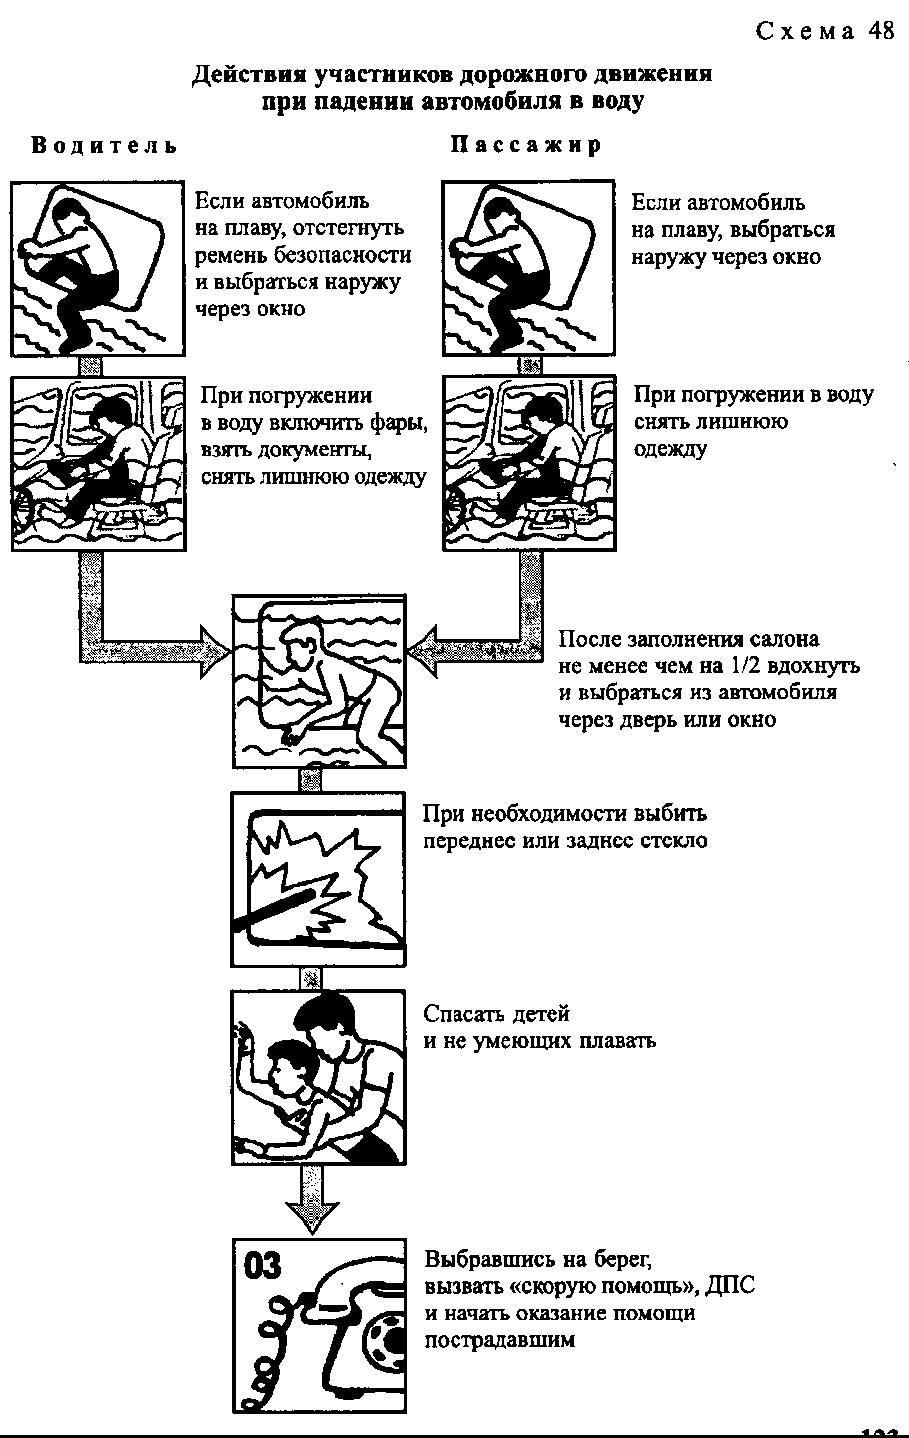 Схема 48
Действия участников дорожного движения
при падении автомобиля в воду
Водитель
Пассажир
Если автомобиль
на плаву, отстегнуть
ремень безопасности
и выбраться наружу
через окно
Если автомобиль
на плаву, выбраться
наружу через окно
При погружении
в воду включить фары,
взять документы,
снять лишнюю одежду
При погружении в воду
снять лишнюю
одежду
После заполнения салона
не менее чем на 1/2 вдохнуть
и выбраться из автомобиля
через дверь или окно
При необходимости выбить
переднее или заднее стекло
Спасать детей
и не умеющих плавать
03
Выбравшись на берег,
вызвать «скорую помощь», ДПС
и начать оказание помощи
пострадавшим